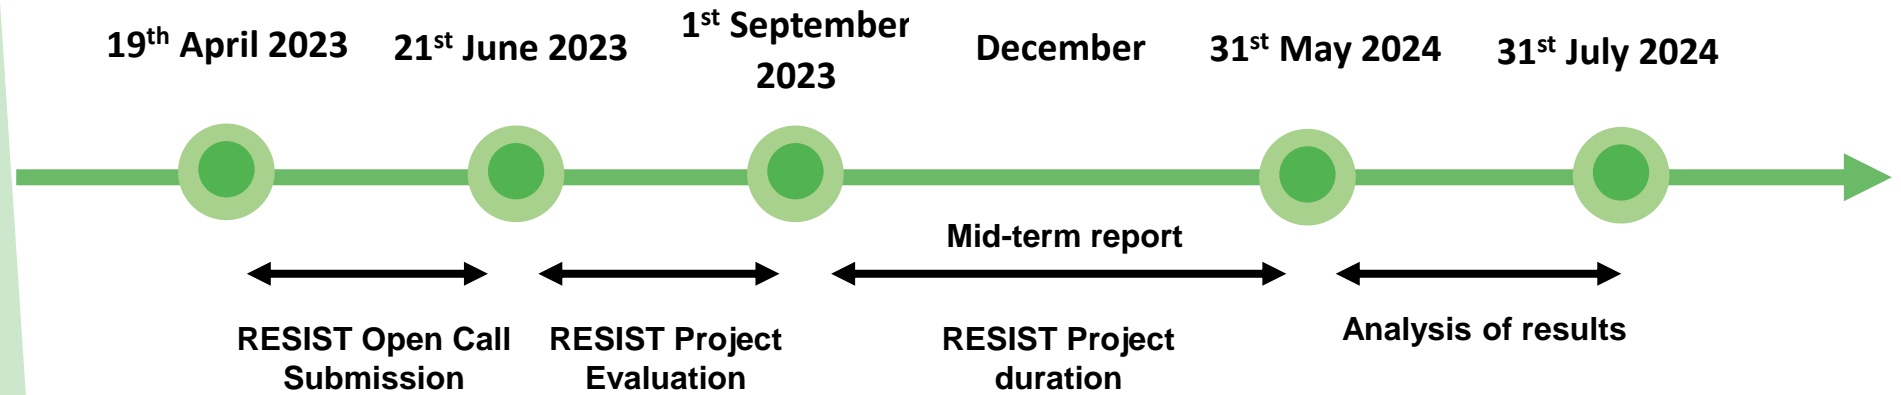 19th April 2023
21st June 2023
1st September
2023
December
31st May 2024
31st July 2024
Mid-term report
RESIST Open Call
Submission
RESIST Project
Evaluation
RESIST Project
duration
Analysis of results